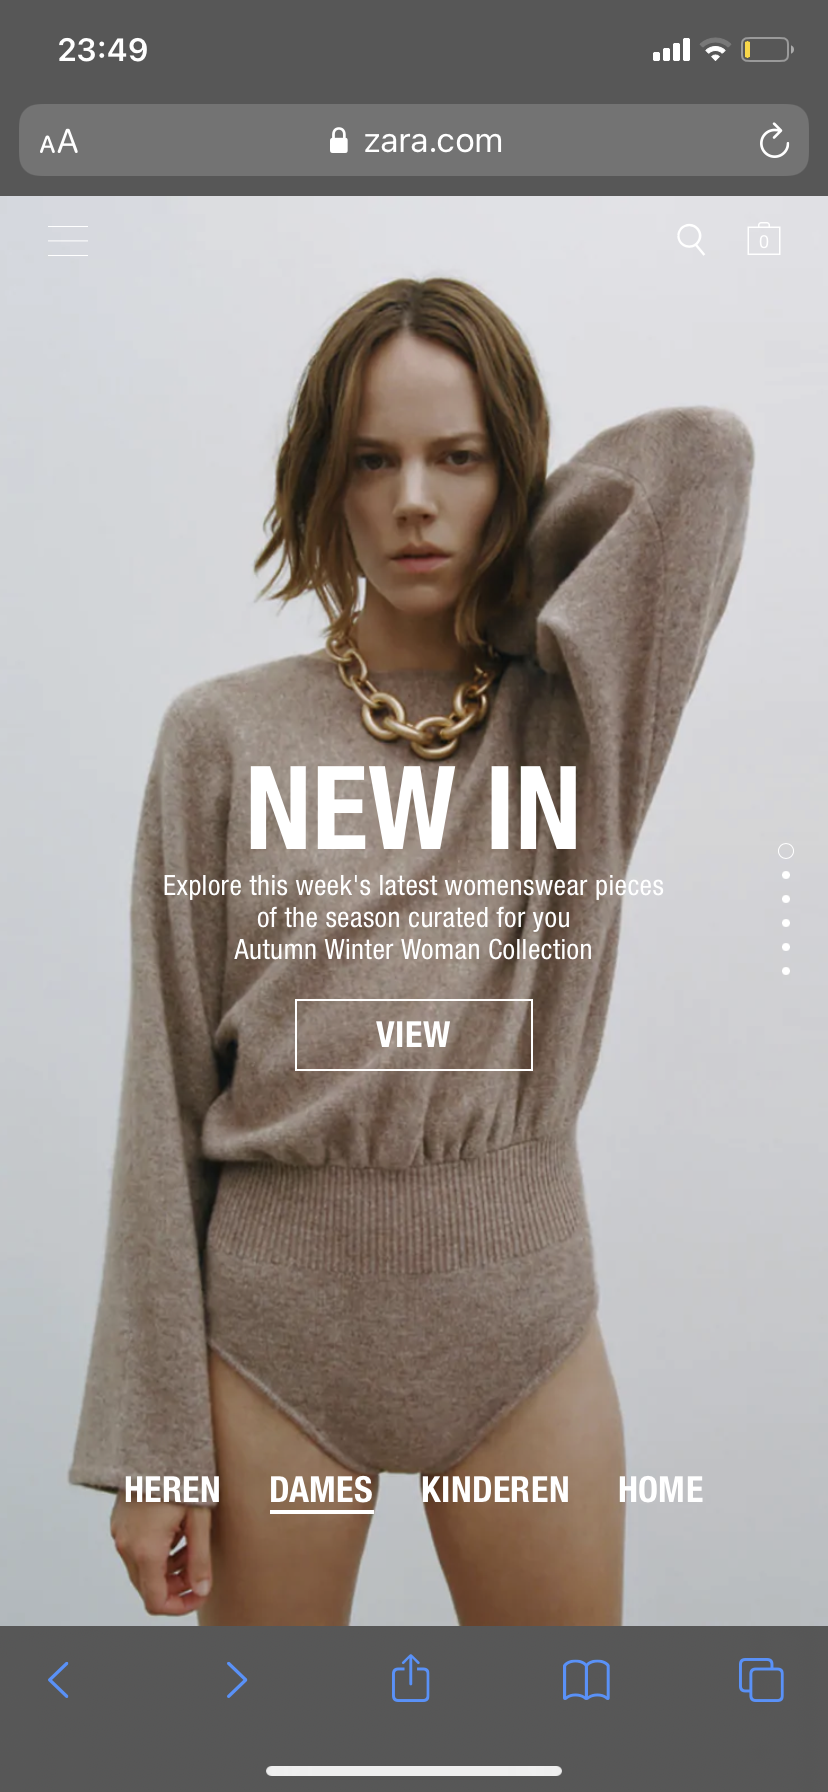 23:49
AA zara.com
0
NEW IN
Explore this week's latest womenswear pieces
of the season curated for you
Autumn Winter Woman Collection
VIEW
HEREN DAMES KINDEREN HOME